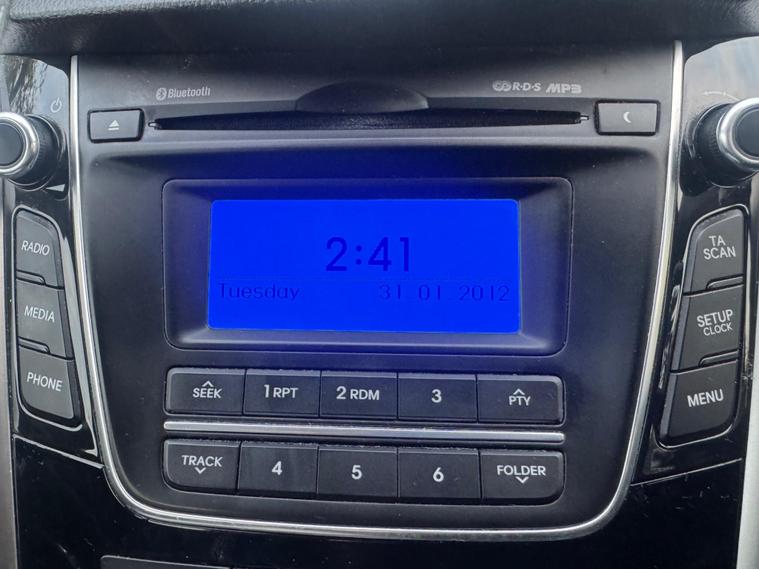 Bluetooth
R·D·S MP3
RADIO
MEDIA
PHONE
2:41
Tuesday 31.01.2012
TA
SCAN
SETUP
CLOCK
MENU
SEEK 1 RPT 2 RDM 3 PTY
TRACK 4 5 6 FOLDER